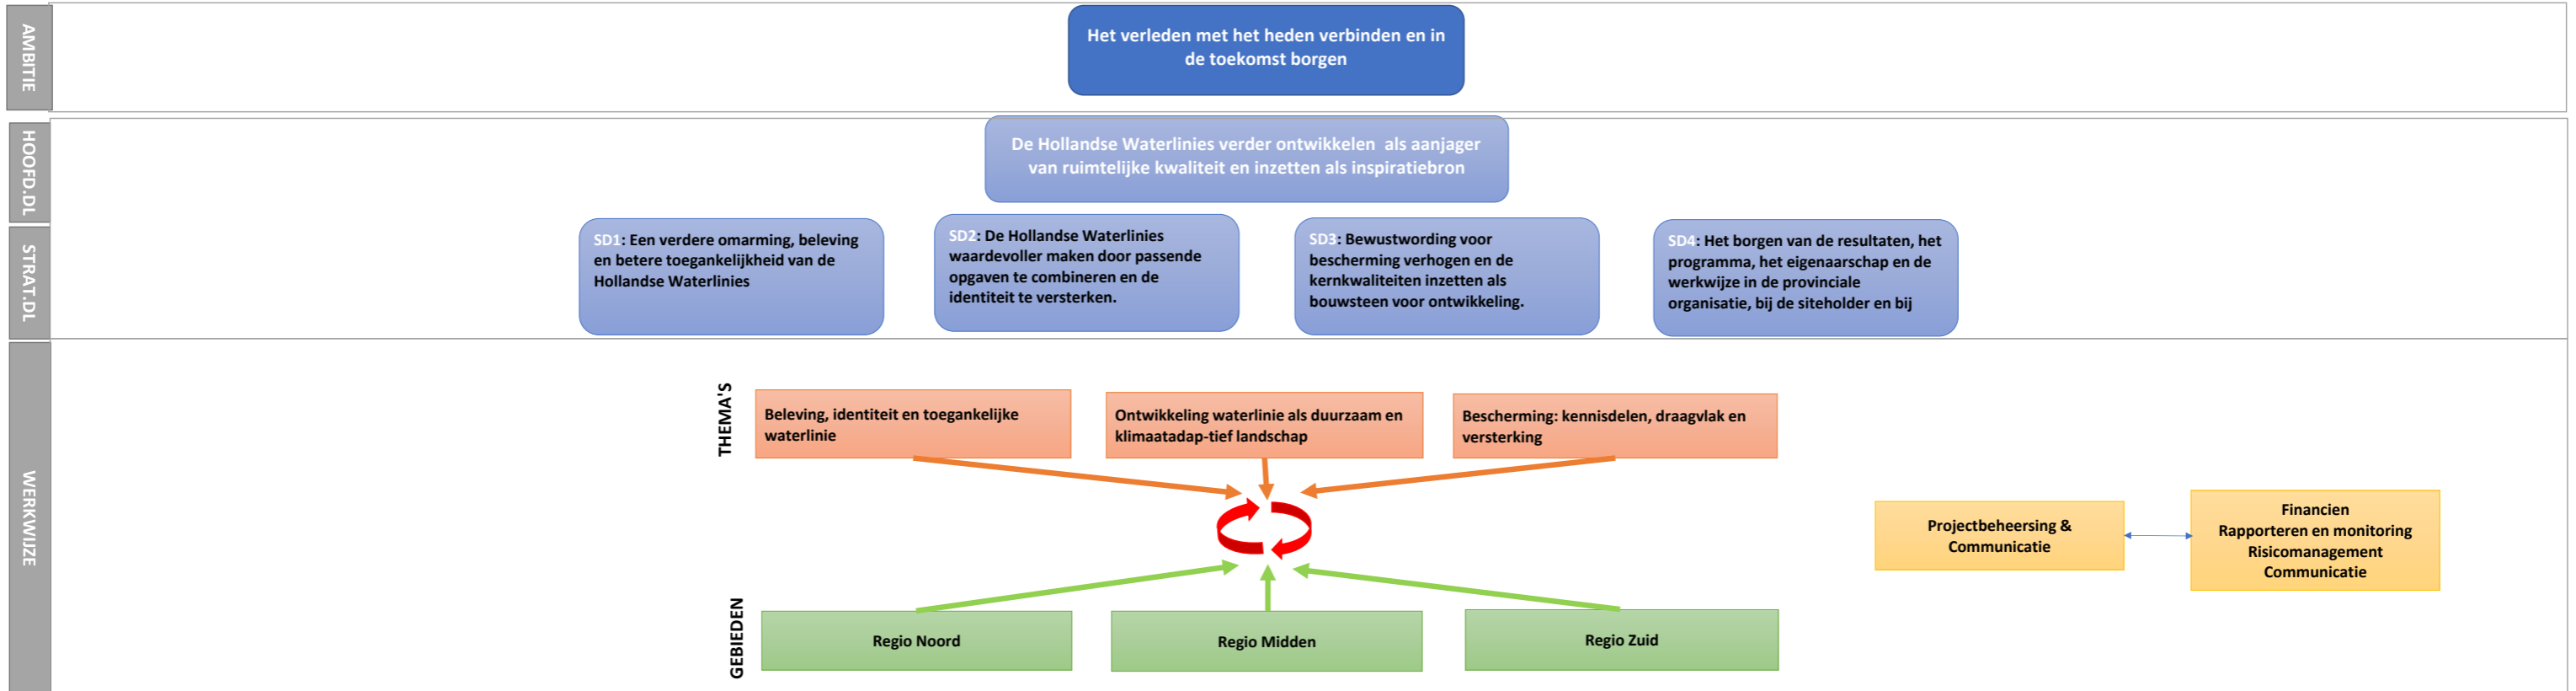 AMBITIE
Het verleden met het heden verbinden en in
de toekomst borgen
HOOFD.DL
De Hollandse Waterlinies verder ontwikkelen als aanjager
van ruimtelijke kwaliteit en inzetten als inspiratiebron
STRAT.DL
SD1: Een verdere omarming, beleving
en betere toegankelijkheid van de
Hollandse Waterlinies
SD2: De Hollandse Waterlinies
waardevoller maken door passende
opgaven te combineren en de
identiteit te versterken.
SD3: Bewustwording voor
bescherming verhogen en de
kernkwaliteiten inzetten als
bouwsteen voor ontwikkeling.
SD4: Het borgen van de resultaten, het
programma, het eigenaarschap en de
werkwijze in de provinciale
organisatie, bij de siteholder en bij
WERKWIJZE
THEMA'S
Beleving, identiteit en toegankelijke
waterlinie
Ontwikkeling waterlinie als duurzaam en
klimaatadap-tief landschap
Bescherming: kennisdelen, draagvlak en
versterking
Projectbeheersing &
Communicatie
Financien
Rapporteren en monitoring
Risicomanagement
Communicatie
GEBIEDEN
Regio Noord
Regio Midden
Regio Zuid